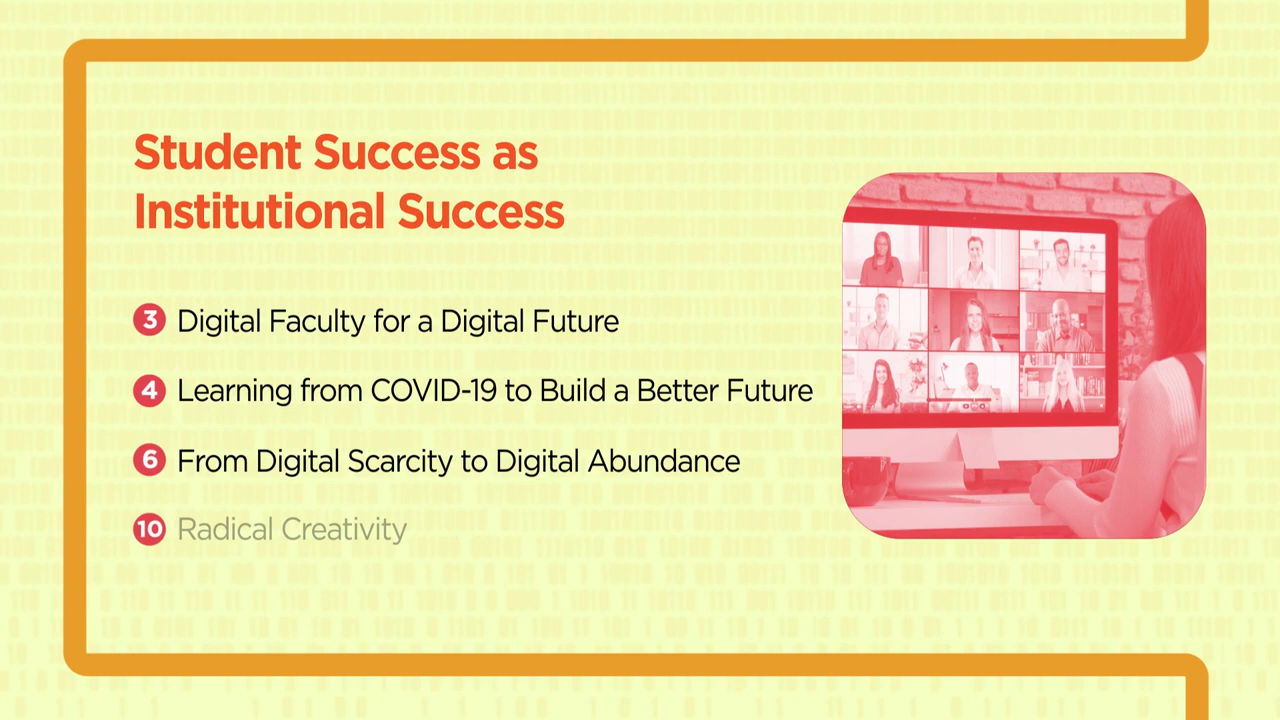 Student Success as
Institutional Success
3 Digital Faculty for a Digital Future
4 Learning from COVID-19 to Build a Better Future
6 From Digital Scarcity to Digital Abundance
10 Radical Creativity